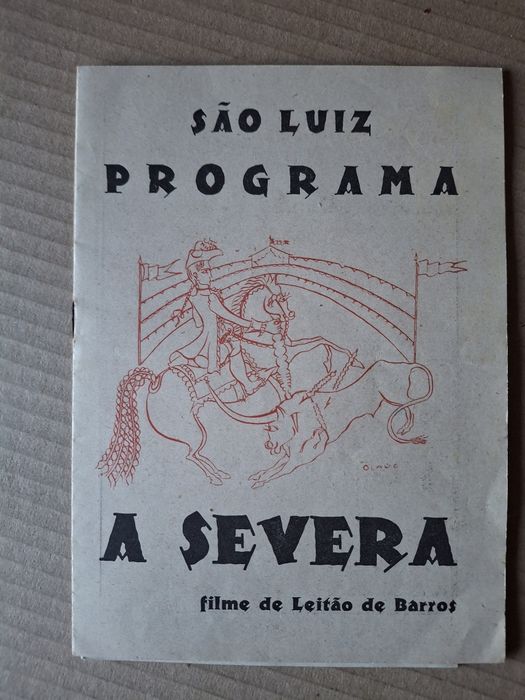 SÃO LUIZ
PROGRAMA
A SEVERA
filme de Leitão de Barros